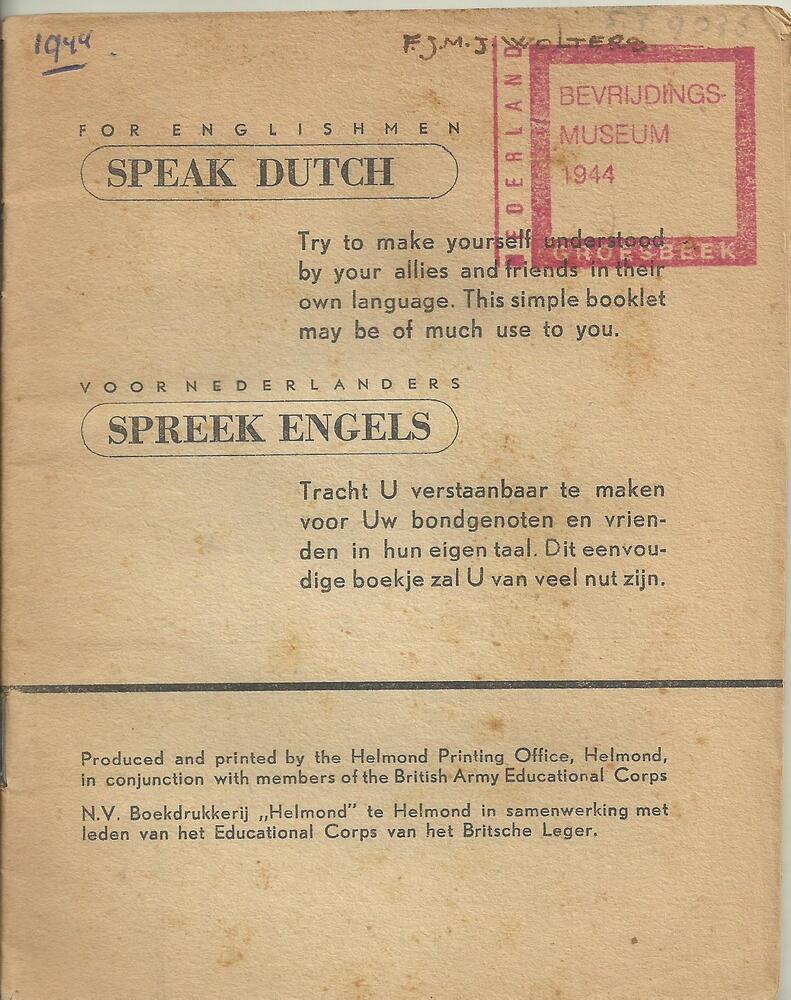 1944.
F.J.M.J. WOLTERS
NEDERLAND
BEVRIJDINGS-
MUSEUM
1944
GROESBEEK
FOR ENGLISHMEN
SPEAK DUTCH
Try to make yourself understood
by your allies and friends in their
own language. This simple booklet
may be of much use to you.
VOOR NEDERLANDERS
SPREEK ENGELS
Tracht U verstaanbaar te maken
voor Uw bondgenoten en vrien-
den in hun eigen taal. Dit eenvou-
dige boekje zal U van veel nut zijn.
Produced and printed by the Helmond Printing Office, Helmond,
in conjunction with members of the British Army Educational Corps
N.V. Boekdrukkerij „Helmond” te Helmond in samenwerking met
leden van het Educational Corps van het Britsche Leger.